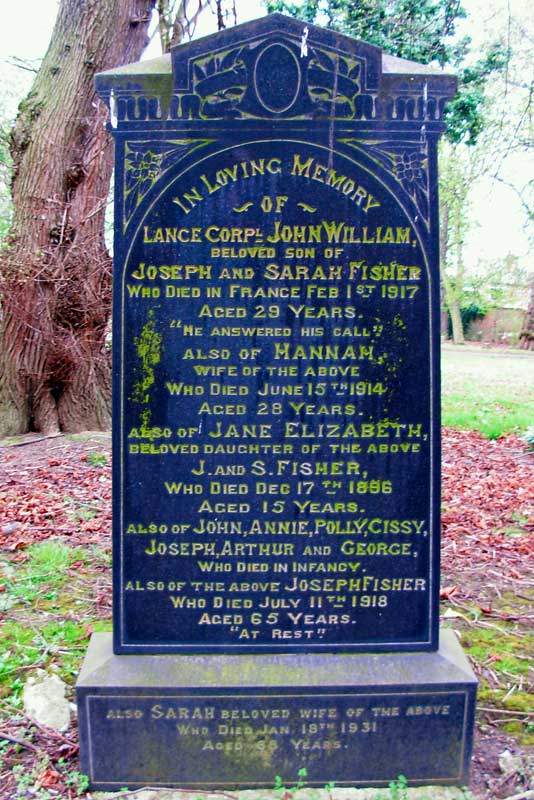 In Loving Memory
~ OF ~
LANCE CORPL JOHN WILLIAM,
BELOVED SON OF
JOSEPH AND SARAH FISHER
WHO DIED IN FRANCE FEB 1ST 1917
AGED 29 YEARS.
"HE ANSWERED HIS CALL"
ALSO OF HANNAH,
WIFE OF THE ABOVE
WHO DIED JUNE 15TH 1914
AGED 28 YEARS.
ALSO OF JANE ELIZABETH,
BELOVED DAUGHTER OF THE ABOVE
J. AND S. FISHER,
WHO DIED DEC 17TH 1896
AGED 15 YEARS.
ALSO OF JOHN, ANNIE, POLLY, CISSY,
JOSEPH, ARTHUR AND GEORGE,
WHO DIED IN INFANCY.
ALSO OF THE ABOVE JOSEPH FISHER
WHO DIED JULY 11TH 1918
AGED 65 YEARS.
"AT REST"
ALSO SARAH BELOVED WIFE OF THE ABOVE
WHO DIED JAN 18TH 1931
AGED YEARS.